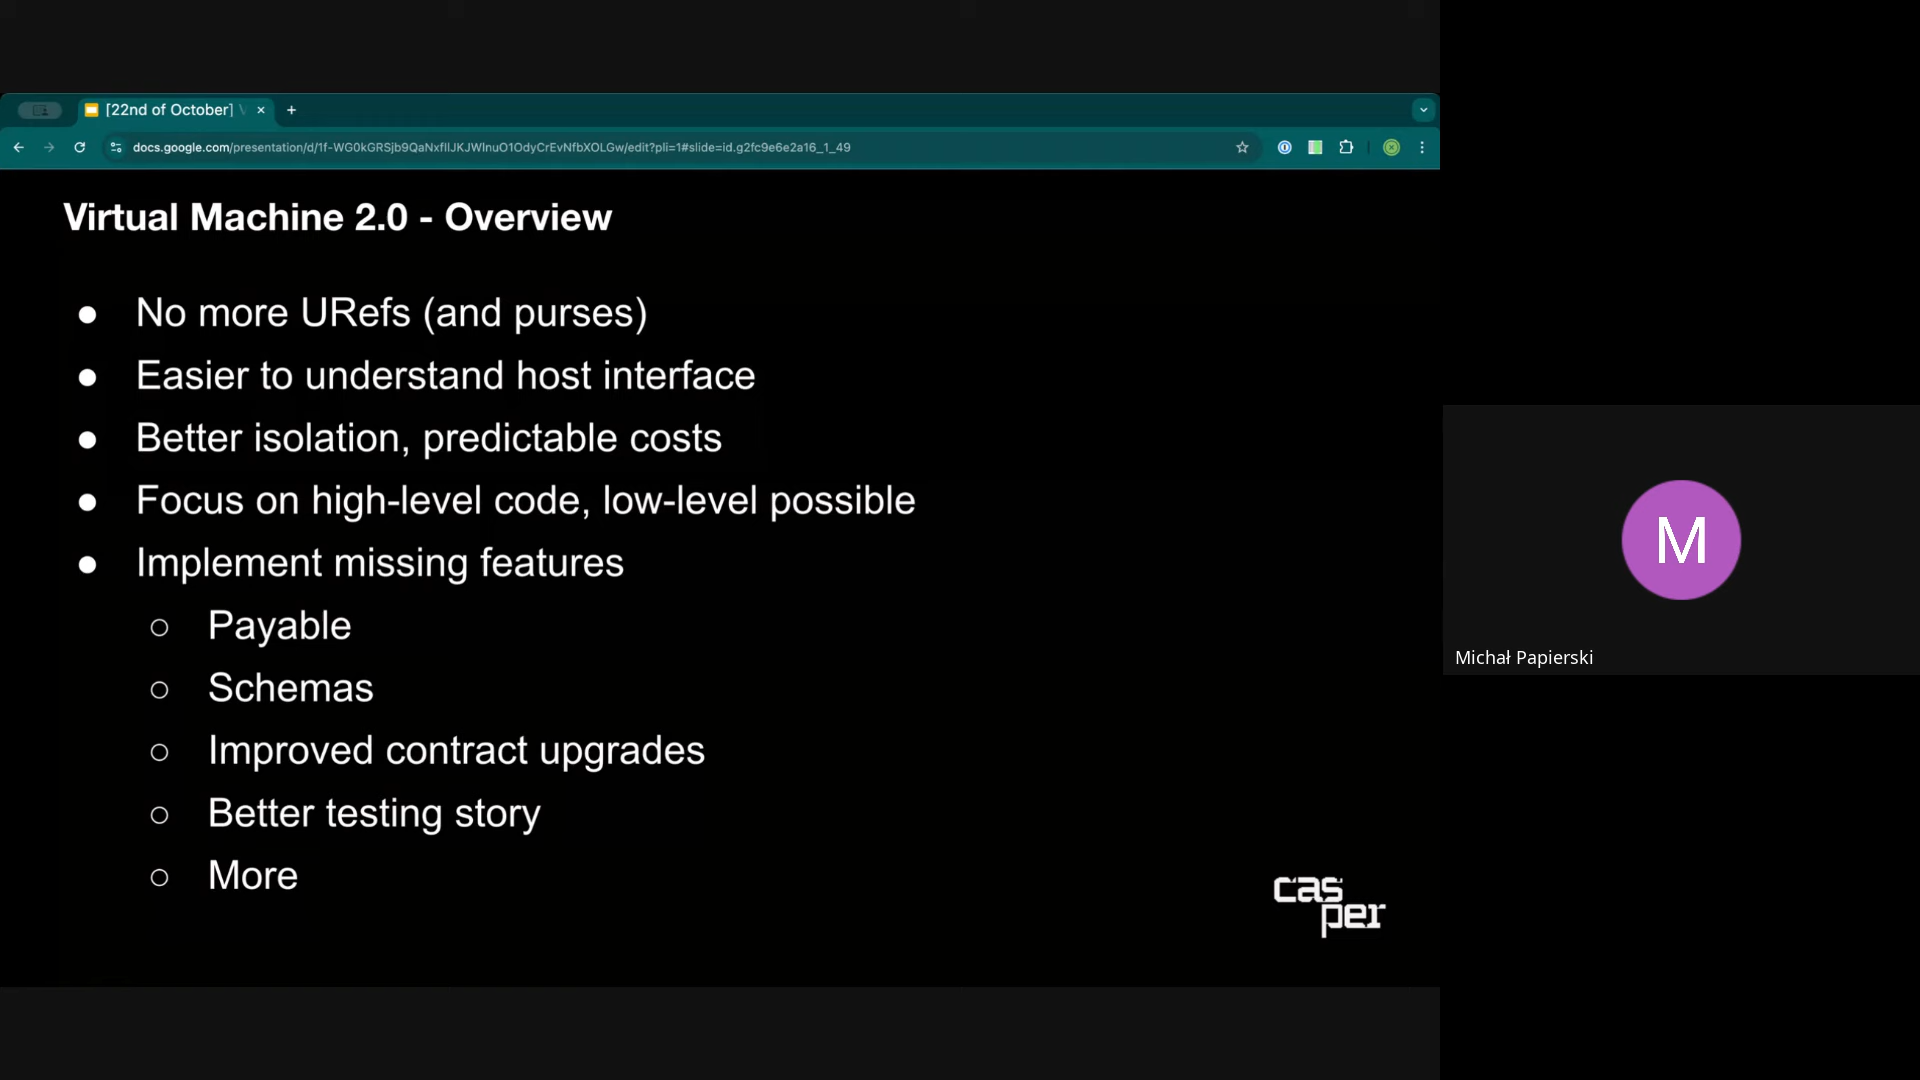 [22nd of October] V
docs.google.com/presentation/d/1f-WG0kGRSjb9QaNxfIlJKJWlnuO1OdyCrEvNfbXOLGw/edit?pli=1#slide=id.g2fc9e6e2a16_1_49
Virtual Machine 2.0 - Overview
● No more URefs (and purses)
● Easier to understand host interface
● Better isolation, predictable costs
● Focus on high-level code, low-level possible
● Implement missing features
○ Payable
○ Schemas
○ Improved contract upgrades
○ Better testing story
○ More
cas
per
M
Michał Papierski